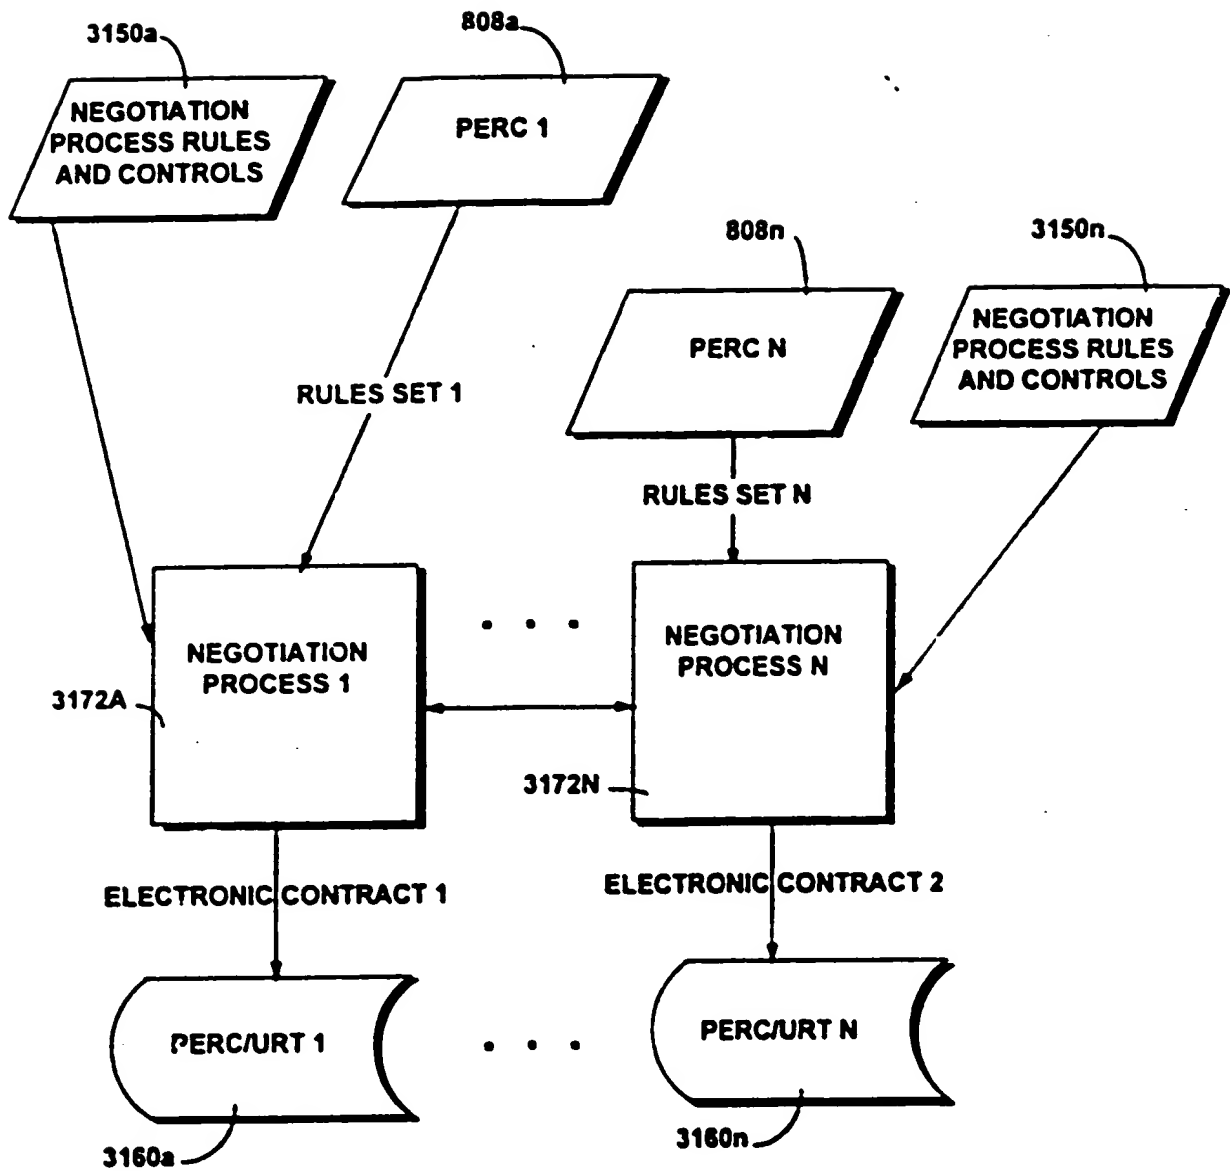 3150a
808a
NEGOTIATION
PROCESS RULES
AND CONTROLS
PERC 1
808n
3150n
PERC N
NEGOTIATION
PROCESS RULES
AND CONTROLS
RULES SET 1
RULES SET N
NEGOTIATION
PROCESS 1
NEGOTIATION
PROCESS N
3172A
3172N
ELECTRONIC CONTRACT 1
ELECTRONIC CONTRACT 2
PERC/URT 1
PERC/URT N
3160a
3160n